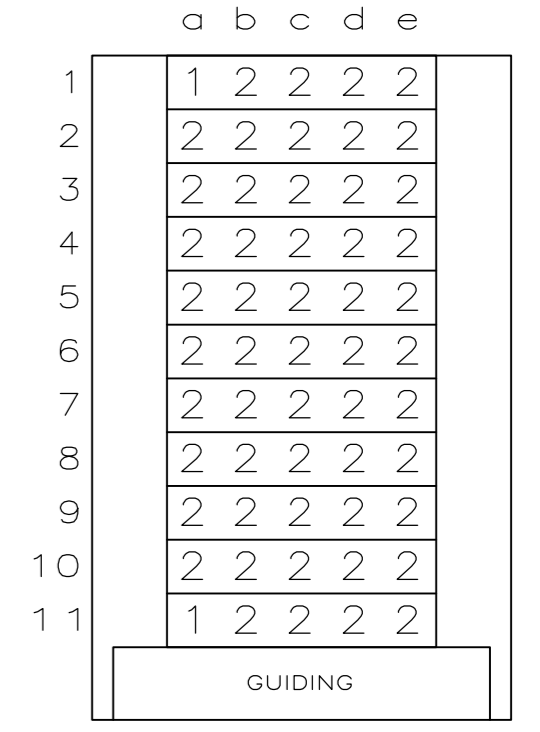 a b c d e
1 1 2 2 2 2
2 2 2 2 2 2
3 2 2 2 2 2
4 2 2 2 2 2
5 2 2 2 2 2
6 2 2 2 2 2
7 2 2 2 2 2
8 2 2 2 2 2
9 2 2 2 2 2
10 2 2 2 2 2
11 1 2 2 2 2
GUIDING